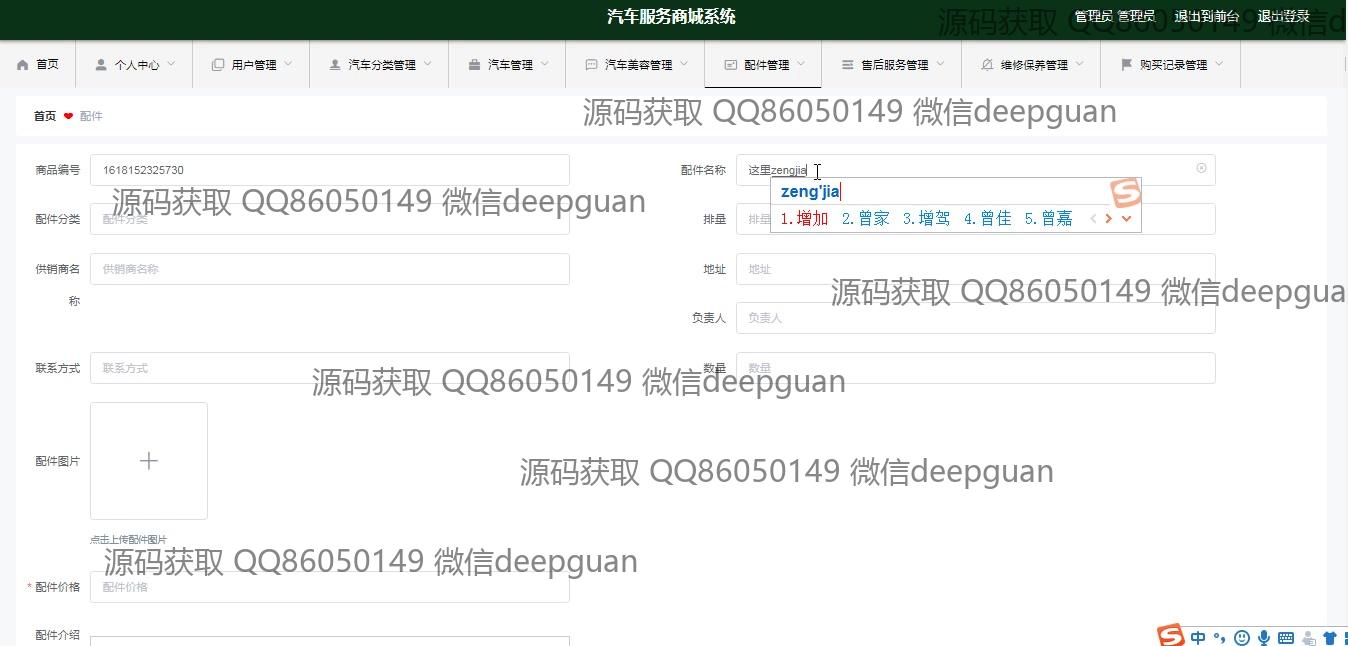 汽车服务商城系统
管理员 管理员 退出到前台 退出登录
源码获取 QQ86050149 微信d
首页 个人中心 用户管理 汽车分类管理 汽车管理 汽车美容管理 配件管理 售后服务管理 维修保养管理 购买记录管理
首页 配件
源码获取 QQ86050149 微信deepguan
商品编号 1618152325730 配件名称 这里zengjia
zeng'jia
1.增加 2.曾家 3.增驾 4.曾佳 5.曾嘉
源码获取 QQ86050149 微信deepguan
配件分类 配件分类 排量 排量
供销商名称 供销商名称 地址 地址
源码获取 QQ86050149 微信deepgua
负责人 负责人
联系方式 联系方式 数量 数量
源码获取 QQ86050149 微信deepguan
配件图片
源码获取 QQ86050149 微信deepguan
点击上传配件图片
源码获取 QQ86050149 微信deepguan
* 配件价格 配件价格
配件介绍
中